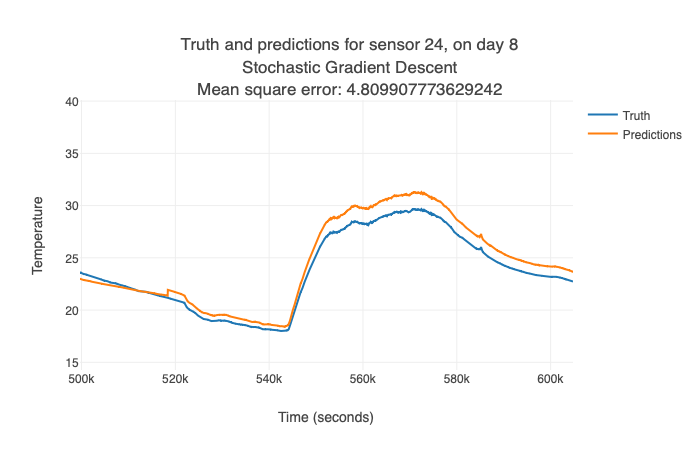 Truth and predictions for sensor 24, on day 8
Stochastic Gradient Descent
Mean square error: 4.809907773629242
40
35
30
25
20
15
Temperature
500k
520k
540k
560k
580k
600k
Time (seconds)
Truth
Predictions